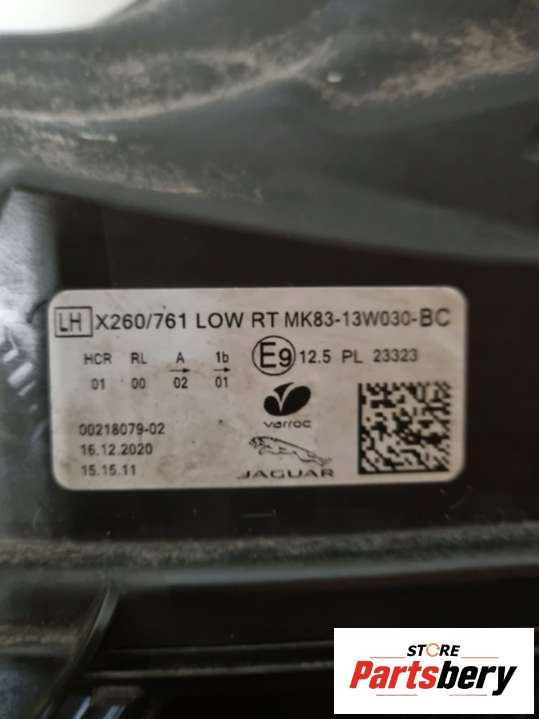 LH X260/761 LOW RT MK83-13W030-BC
HCR RL A 1b E9 12.5 PL 23323
01 00 02 01
varroc
00218079-02
16.12.2020
15.15.11
JAGUAR
STORE
Partsbery